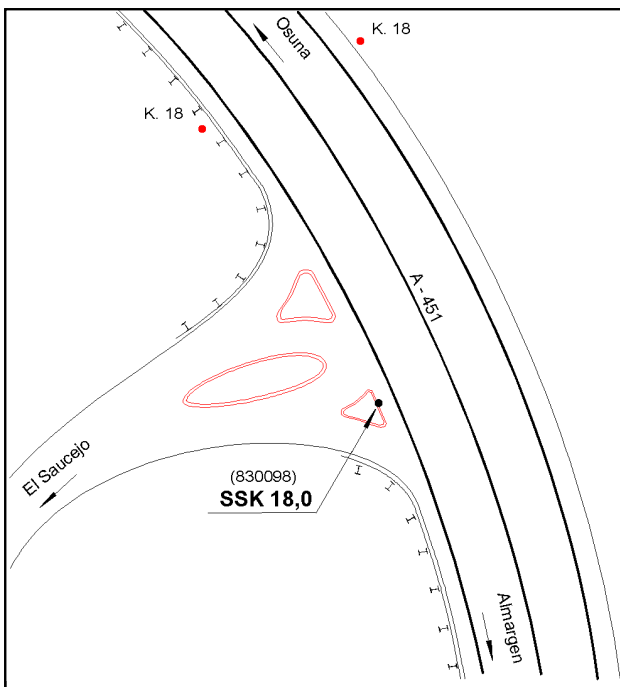 Osuna
K. 18
K. 18
A - 451
El Saucejo
(830098)
SSK 18,0
Almargen